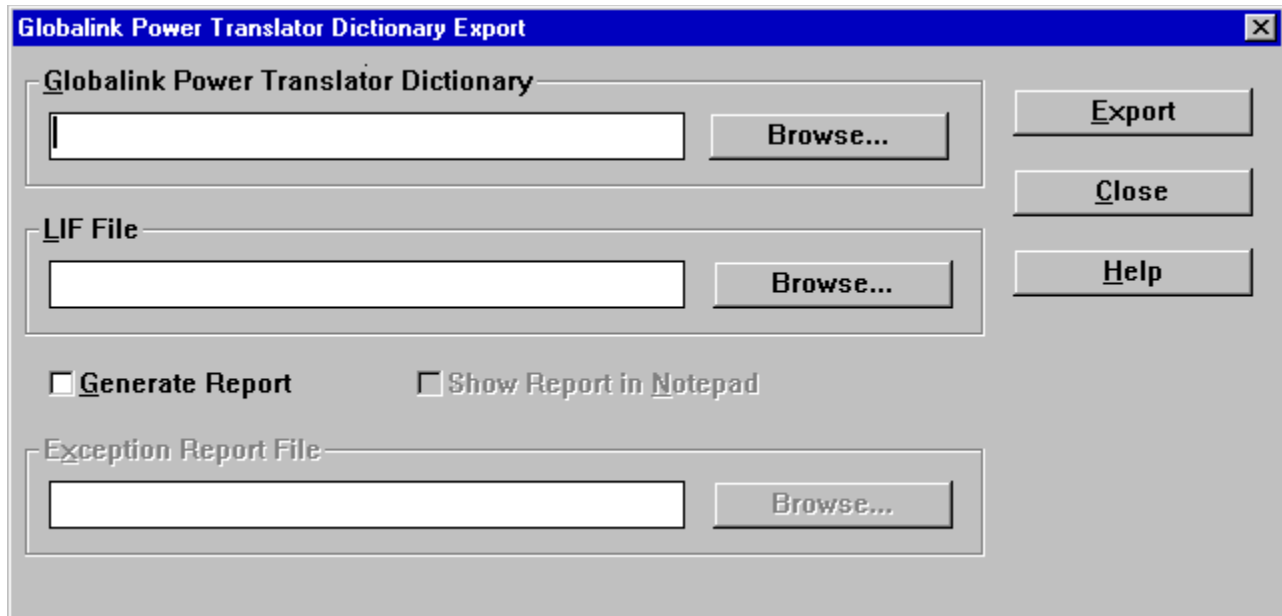 Globalink Power Translator Dictionary Export
Globalink Power Translator Dictionary
Browse...
Export
Close
LIF File
Browse...
Help
Generate Report
Show Report in Notepad
Exception Report File
Browse...